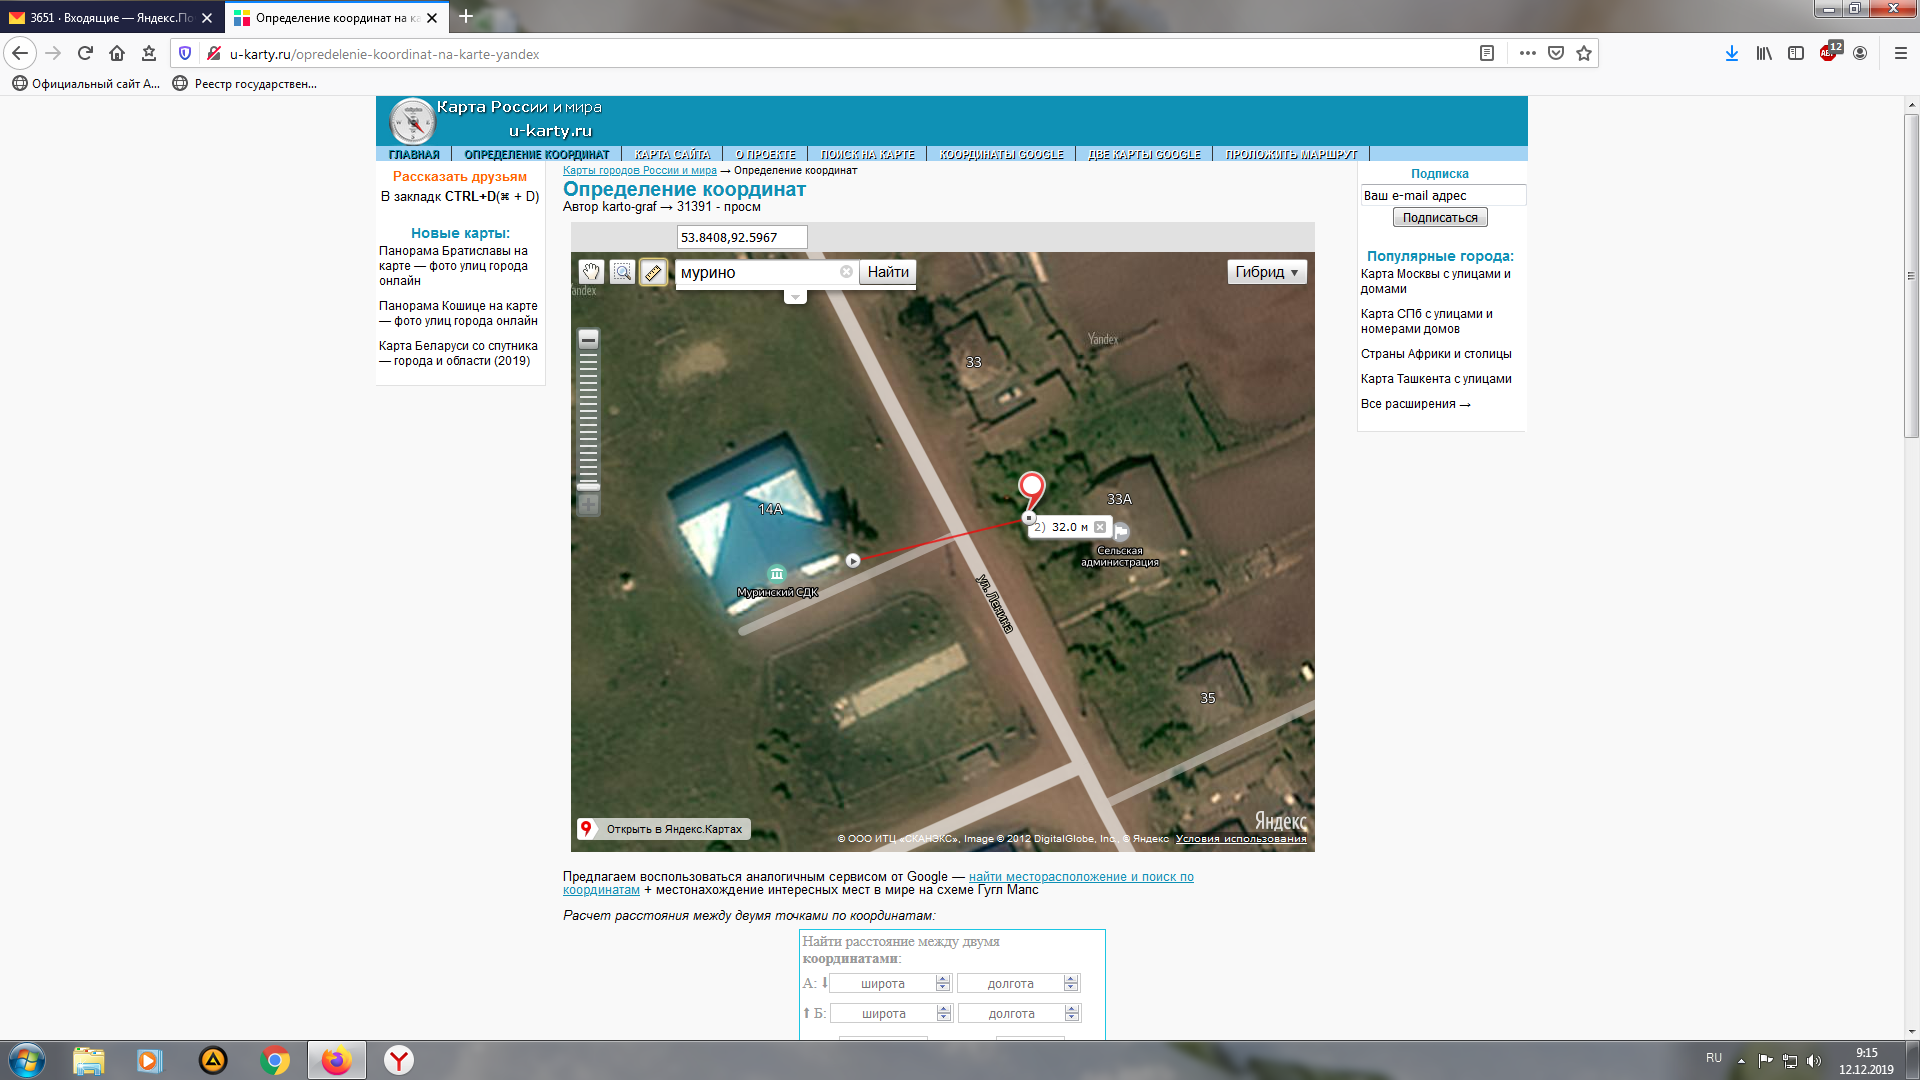 3651 · Входящие — Яндекс.По
Определение координат на ка
u-karty.ru/opredelenie-koordinat-na-karte-yandex
12
Официальный сайт А...
Реестр государствен...
Карта России и мира
u-karty.ru
ГЛАВНАЯ
ОПРЕДЕЛЕНИЕ КООРДИНАТ
КАРТА САЙТА
О ПРОЕКТЕ
ПОИСК НА КАРТЕ
КООРДИНАТЫ GOOGLE
ДВЕ КАРТЫ GOOGLE
ПРОЛОЖИТЬ МАРШРУТ
Рассказать друзьям
В закладк CTRL+D(⌘ + D)
Новые карты:
Панорама Братиславы на
карте — фото улиц города
онлайн
Панорама Кошице на карте
— фото улиц города онлайн
Карта Беларуси со спутника
— города и области (2019)
Карты городов России и мира → Определение координат
Определение координат
Автор karto-graf → 31391 - просм
53.8408,92.5967
мурино
Найти
Гибрид
Yandex
Yandex
33
14А
33А
2) 32.0 м
Сельская
администрация
Муринский СДК
ул. Ленина
35
Открыть в Яндекс.Картах
Яндекс
© ООО ИТЦ «СКАНЭКС», Image © 2012 DigitalGlobe, Inc., © Яндекс Условия использования
Предлагаем воспользоваться аналогичным сервисом от Google — найти месторасположение и поиск по
координатам + местонахождение интересных мест в мире на схеме Гугл Мапс
Расчет расстояния между двумя точками по координатам:
Найти расстояние между двумя
координатами:
А: широта долгота
Б: широта долгота
Подписка
Ваш e-mail адрес
Подписаться
Популярные города:
Карта Москвы с улицами и
домами
Карта СПб с улицами и
номерами домов
Страны Африки и столицы
Карта Ташкента с улицами
Все расширения →
RU
9:15
12.12.2019